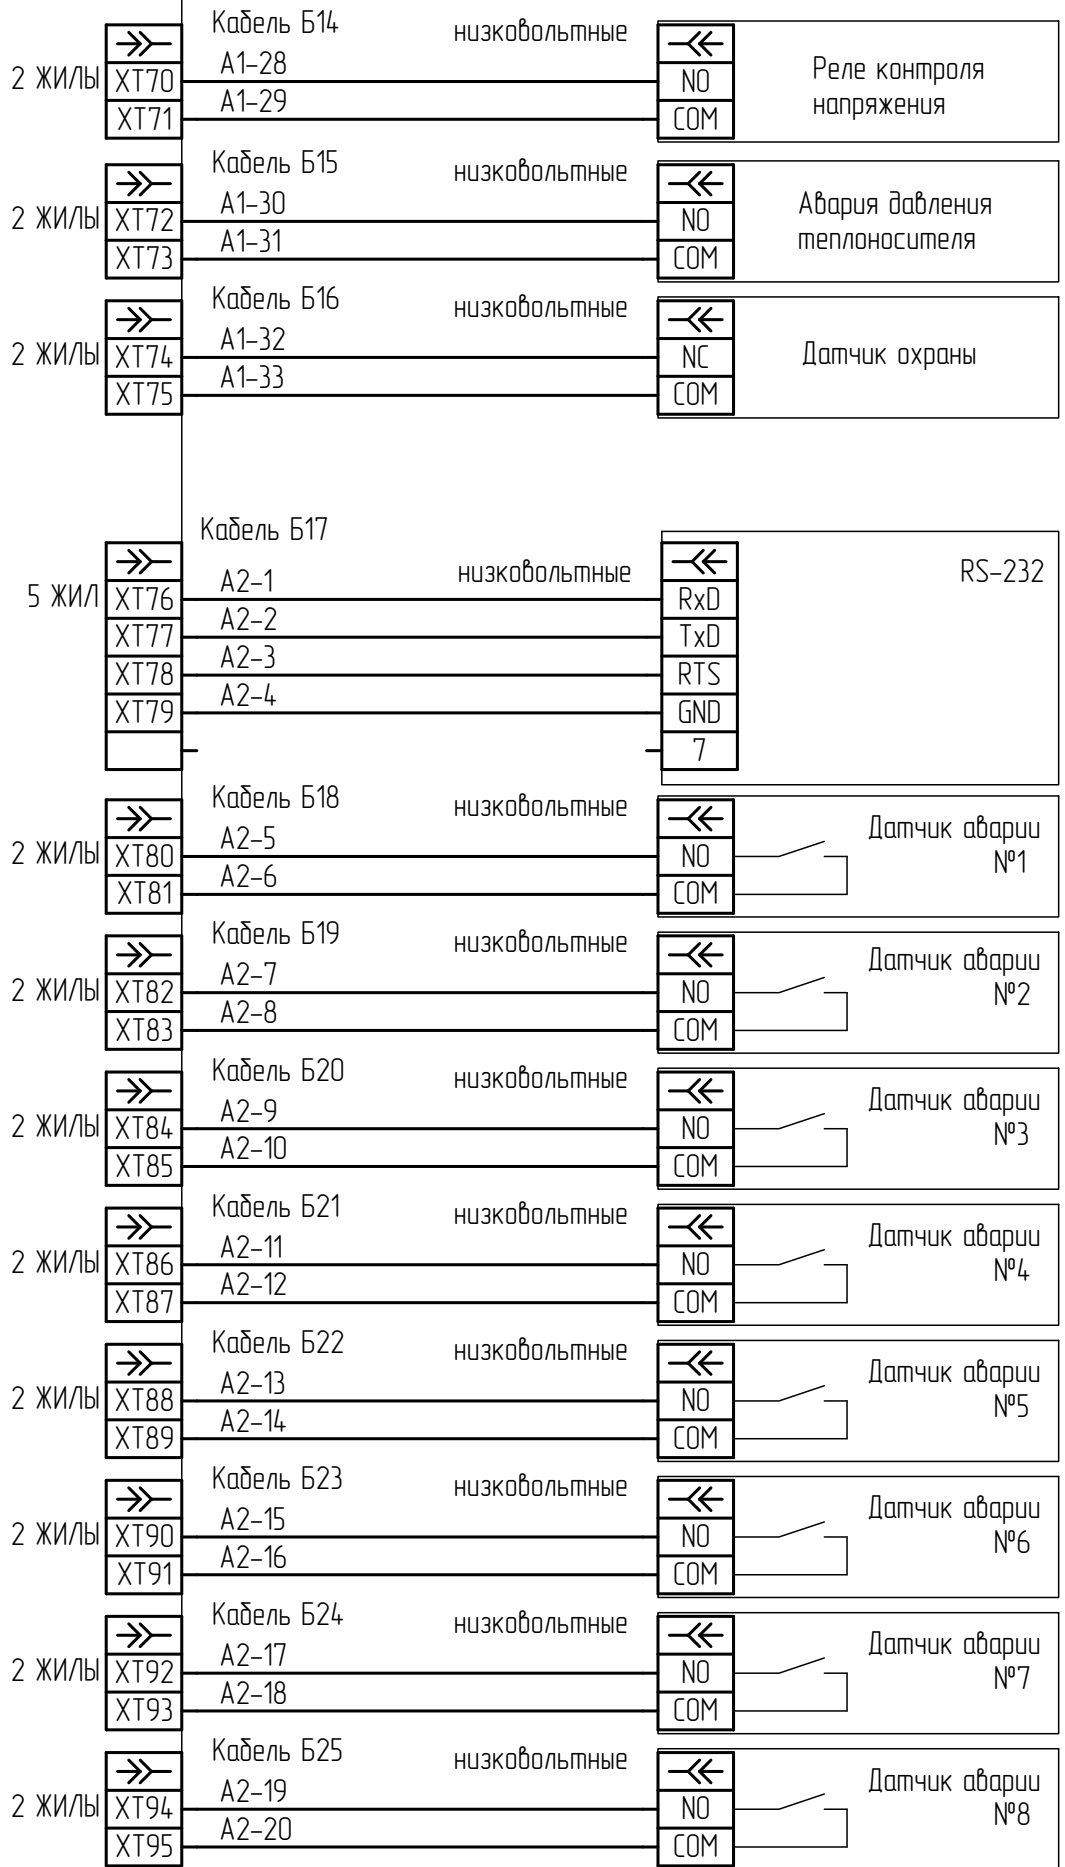 Кабель Б14
низковольтные
2 ЖИЛЫ
XT70
A1-28
NO
Реле контроля
напряжения
XT71
A1-29
COM
Кабель Б15
низковольтные
2 ЖИЛЫ
XT72
A1-30
NO
Авария давления
теплоносителя
XT73
A1-31
COM
Кабель Б16
низковольтные
2 ЖИЛЫ
XT74
A1-32
NC
Датчик охраны
XT75
A1-33
COM
Кабель Б17
низковольтные
RS-232
5 ЖИЛ
XT76
A2-1
RxD
XT77
A2-2
TxD
XT78
A2-3
RTS
XT79
A2-4
GND
7
Кабель Б18
низковольтные
2 ЖИЛЫ
XT80
A2-5
NO
Датчик аварии
№1
XT81
A2-6
COM
Кабель Б19
низковольтные
2 ЖИЛЫ
XT82
A2-7
NO
Датчик аварии
№2
XT83
A2-8
COM
Кабель Б20
низковольтные
2 ЖИЛЫ
XT84
A2-9
NO
Датчик аварии
№3
XT85
A2-10
COM
Кабель Б21
низковольтные
2 ЖИЛЫ
XT86
A2-11
NO
Датчик аварии
№4
XT87
A2-12
COM
Кабель Б22
низковольтные
2 ЖИЛЫ
XT88
A2-13
NO
Датчик аварии
№5
XT89
A2-14
COM
Кабель Б23
низковольтные
2 ЖИЛЫ
XT90
A2-15
NO
Датчик аварии
№6
XT91
A2-16
COM
Кабель Б24
низковольтные
2 ЖИЛЫ
XT92
A2-17
NO
Датчик аварии
№7
XT93
A2-18
COM
Кабель Б25
низковольтные
2 ЖИЛЫ
XT94
A2-19
NO
Датчик аварии
№8
XT95
A2-20
COM